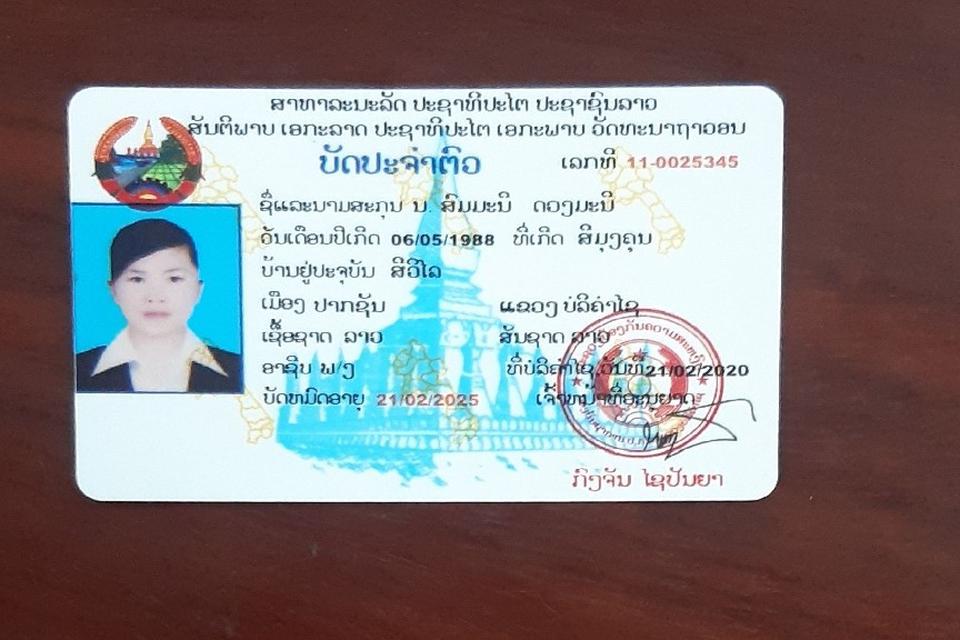 ສາທາລະນະລັດ ປະຊາທິປະໄຕ ປະຊາຊົນລາວ
ສັນຕິພາບ ເອກະລາດ ປະຊາທິປະໄຕ ເອກະພາບ ວັດທະນາຖາວອນ
ບັດປະຈຳຕົວ ເລກທີ 11-0025345
ຊື່ແລະນາມສະກຸນ ນ. ສົມມະນີ ດວງມະນີ
ວັນເດືອນປີເກີດ 06/05/1988 ທີ່ເກີດ ສີມຸງຄຸນ
ບ້ານຢູ່ປະຈຸບັນ ສີວິໄລ
ເມືອງ ປາກຊັນ ແຂວງ ບໍລິຄຳໄຊ
ເຊື້ອຊາດ ລາວ ສັນຊາດ ລາວ
ອາຊີບ ພ/ງ ທີ່ບໍລິຄຳໄຊ,ວັນທີ21/02/2020
ບັດໝົດອາຍຸ 21/02/2025 ເຈົ້າໜ້າທີ່ອະນຸຍາດ
ກົງຈັນ ໄຊປັນຍາ